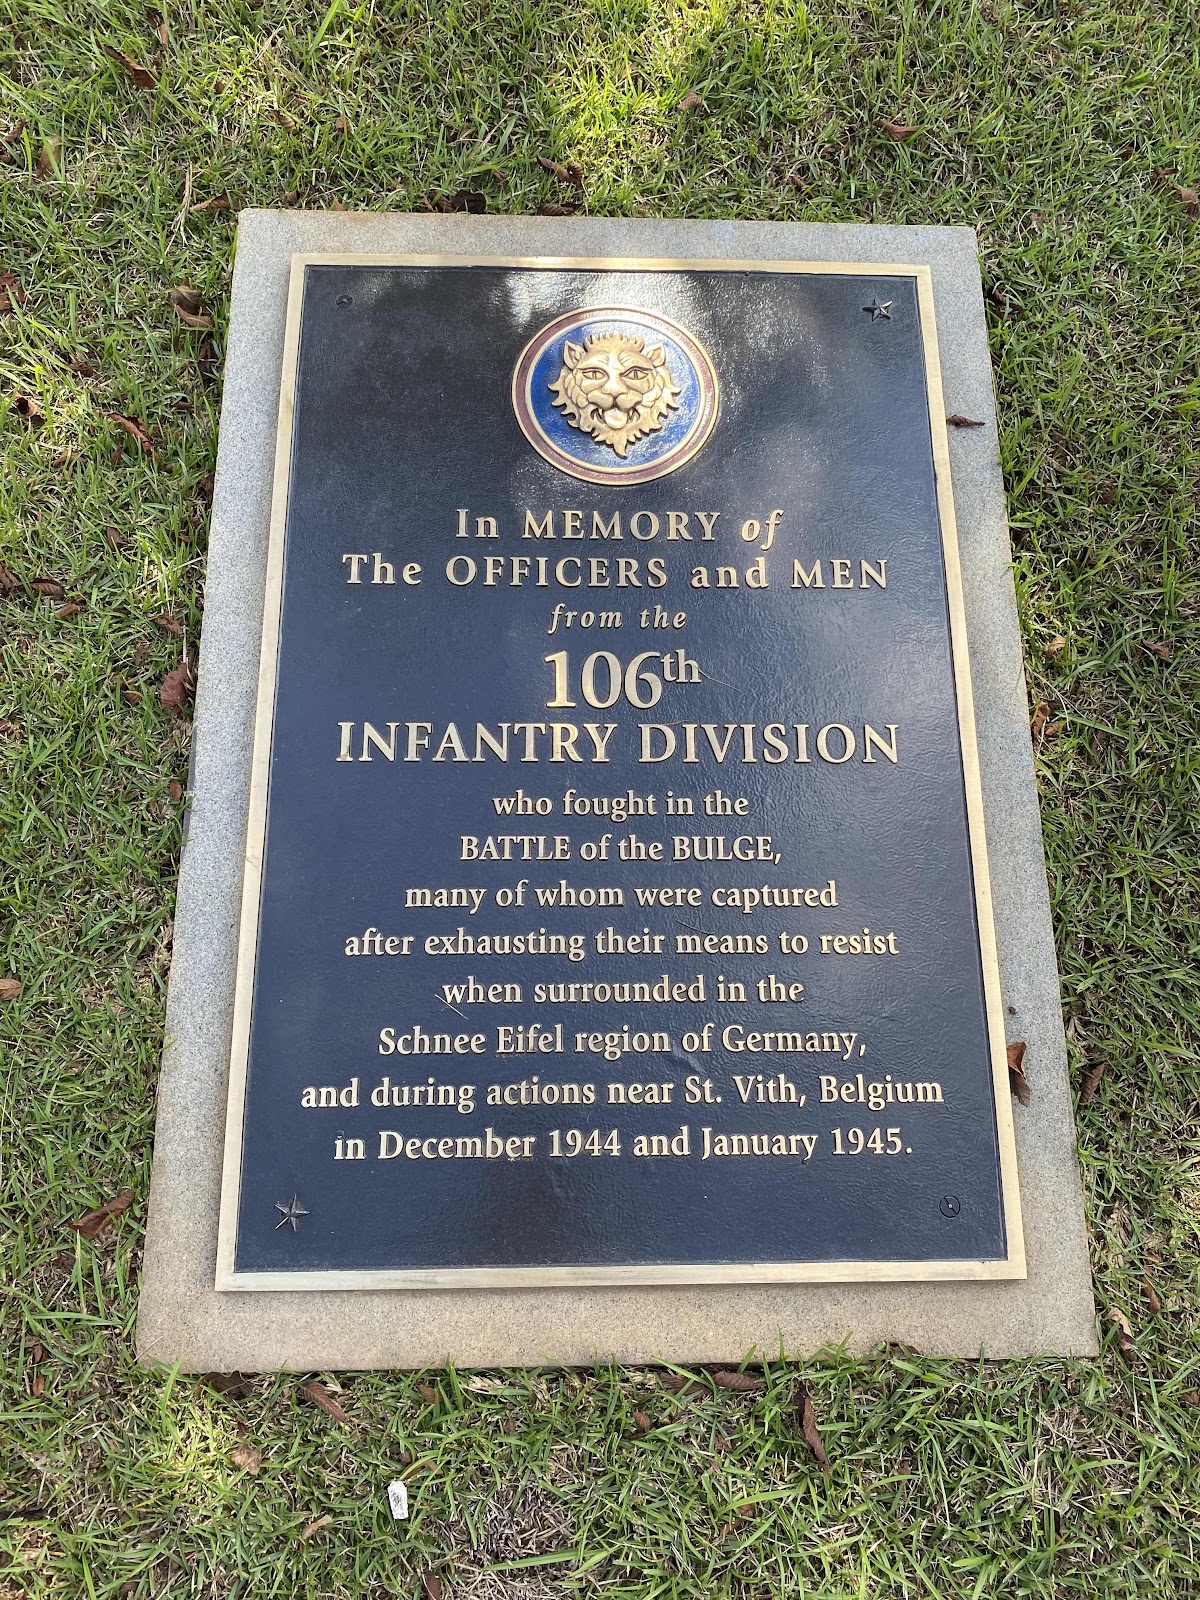 In MEMORY of
The OFFICERS and MEN
from the
106th
INFANTRY DIVISION
who fought in the
BATTLE of the BULGE,
many of whom were captured
after exhausting their means to resist
when surrounded in the
Schnee Eifel region of Germany,
and during actions near St. Vith, Belgium
in December 1944 and January 1945.